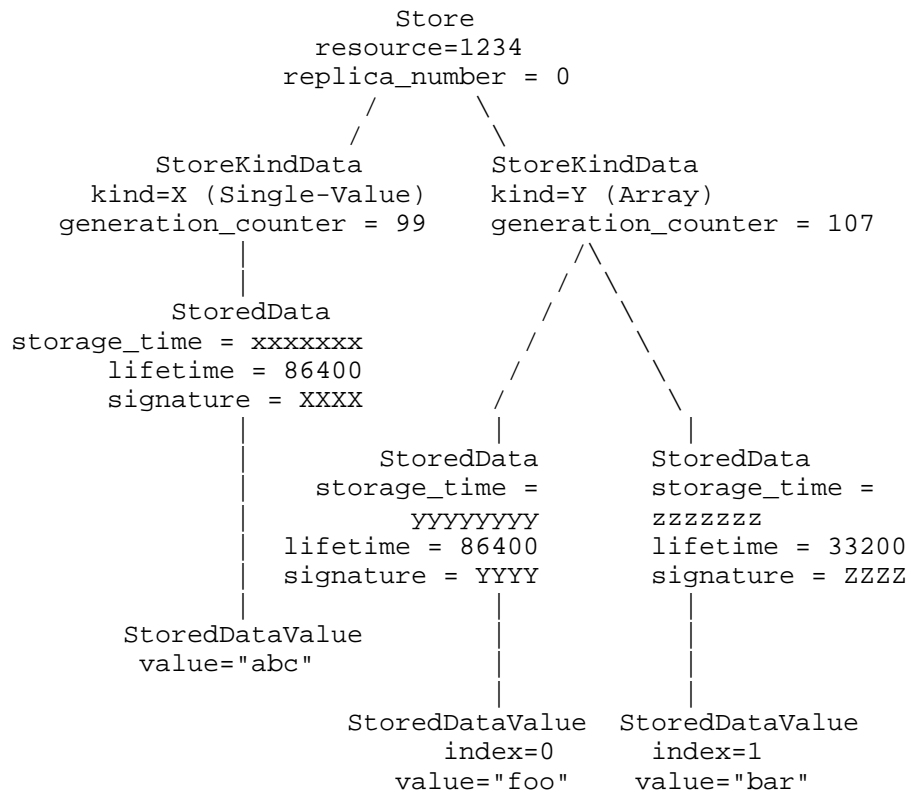 Store
resource=1234
replica_number = 0
StoreKindData StoreKindData
kind=X (Single-Value) kind=Y (Array)
generation_counter = 99 generation_counter = 107
StoredData
storage_time = xxxxxxx
lifetime = 86400
signature = XXXX
StoredData StoredData
storage_time = storage_time =
yyyyyyyy zzzzzzz
lifetime = 86400 lifetime = 33200
signature = YYYY signature = ZZZZ
StoredDataValue
value="abc"
StoredDataValue StoredDataValue
index=0 index=1
value="foo" value="bar"